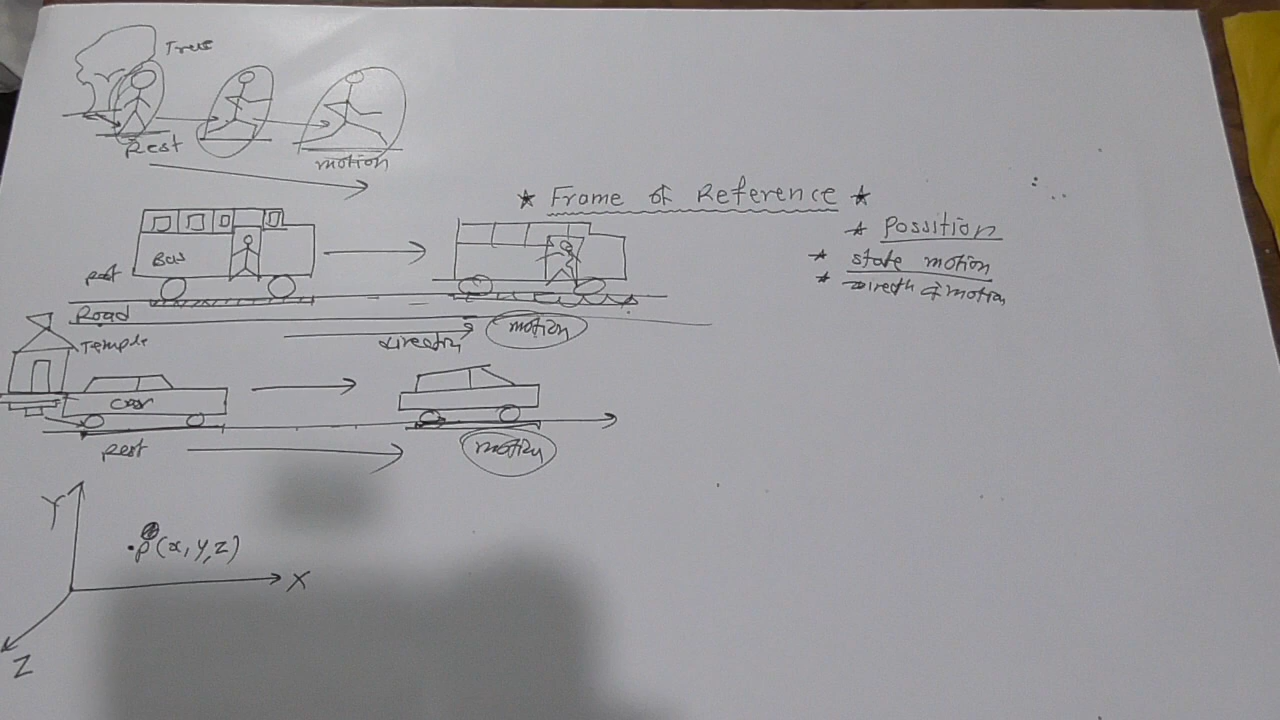 Tree
Rest
motion
* Frame of Reference *
* Possition
* state motion
* Direct of motion
Bus
Rest
Road
direction
motion
Temple
Car
Rest
motion
Y
P(x, y, z)
X
Z